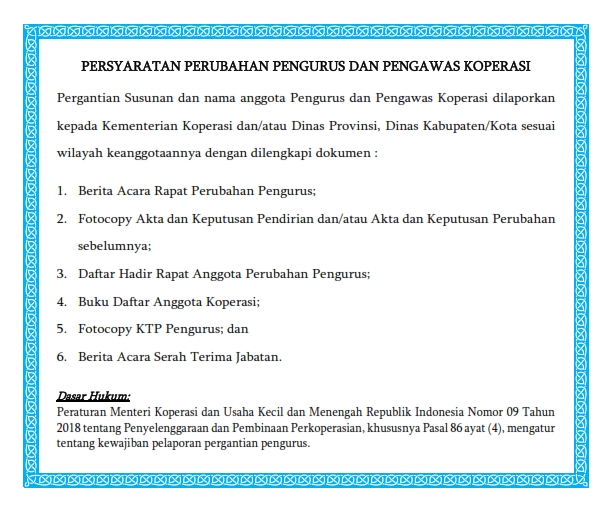 PERSYARATAN PERUBAHAN PENGURUS DAN PENGAWAS KOPERASI
Pergantian Susunan dan nama anggota Pengurus dan Pengawas Koperasi dilaporkan
kepada Kementerian Koperasi dan/atau Dinas Provinsi, Dinas Kabupaten/Kota sesuai
wilayah keanggotaannya dengan dilengkapi dokumen :
1. Berita Acara Rapat Perubahan Pengurus;
2. Fotocopy Akta dan Keputusan Pendirian dan/atau Akta dan Keputusan Perubahan
sebelumnya;
3. Daftar Hadir Rapat Anggota Perubahan Pengurus;
4. Buku Daftar Anggota Koperasi;
5. Fotocopy KTP Pengurus; dan
6. Berita Acara Serah Terima Jabatan.
Dasar Hukum:
Peraturan Menteri Koperasi dan Usaha Kecil dan Menengah Republik Indonesia Nomor 09 Tahun
2018 tentang Penyelenggaraan dan Pembinaan Perkoperasian, khususnya Pasal 86 ayat (4), mengatur
tentang kewajiban pelaporan pergantian pengurus.